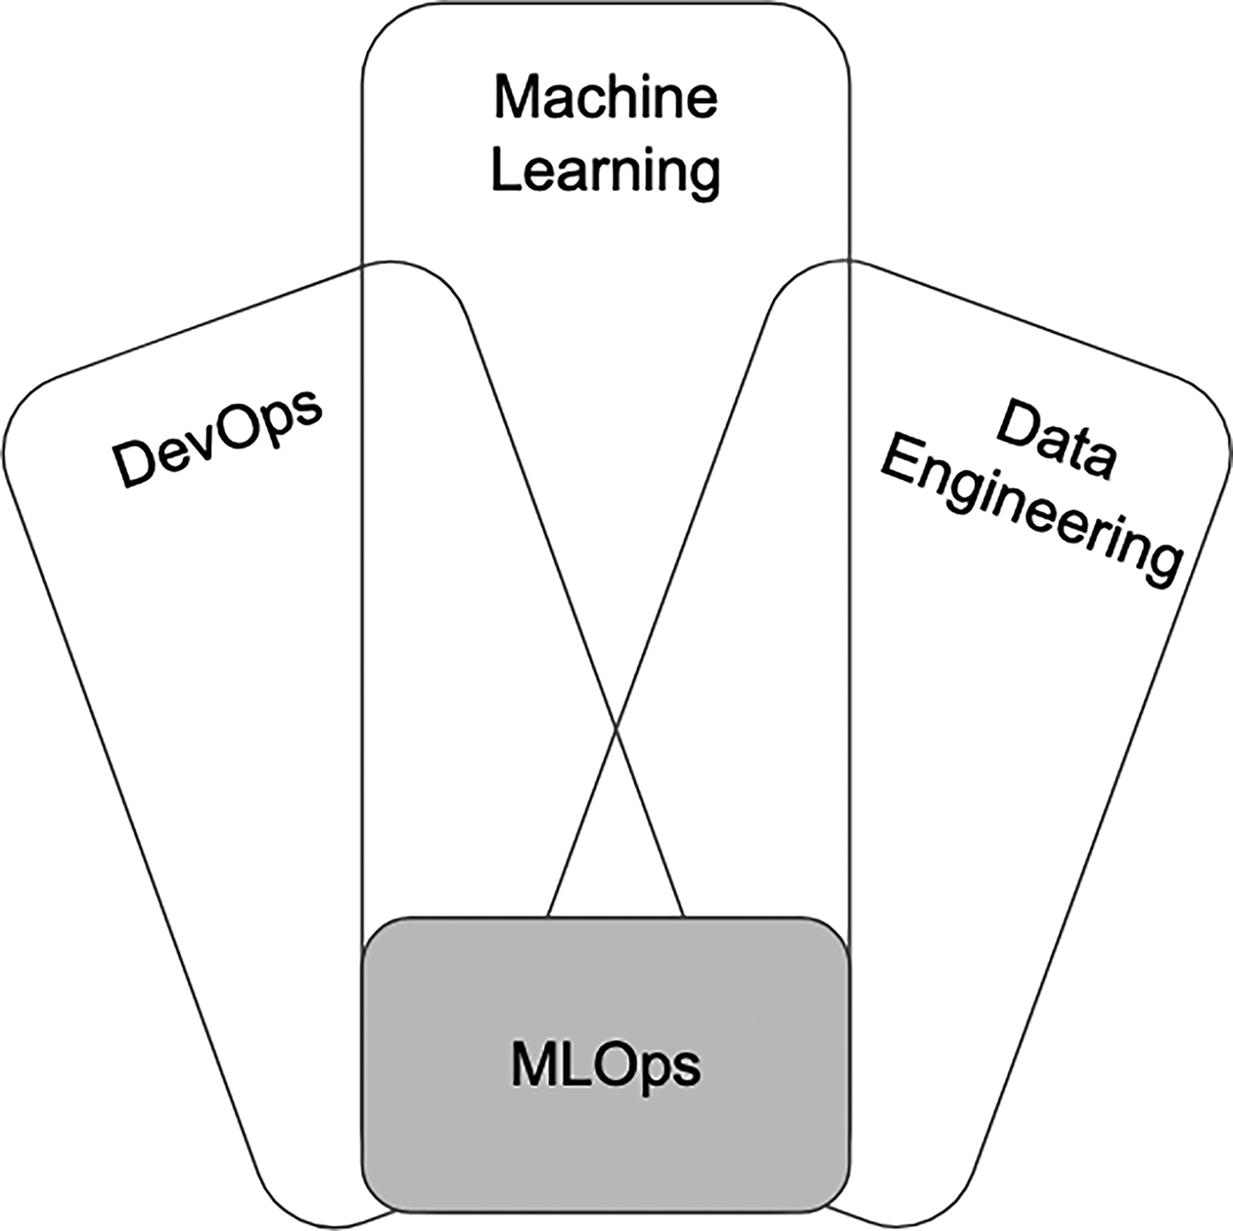 Machine
Learning
DevOps
Data
Engineering
MLOps